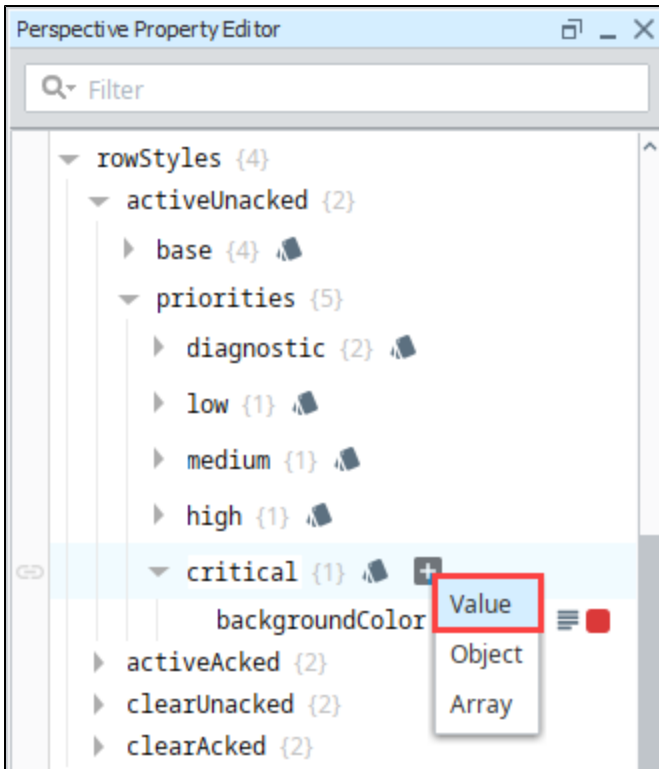 Perspective Property Editor
Filter
rowStyles {4}
activeUnacked {2}
base {4}
priorities {5}
diagnostic {2}
low {1}
medium {1}
high {1}
critical {1}
Value
backgroundColor
Object
activeAcked {2}
Array
clearUnacked {2}
clearAcked {2}